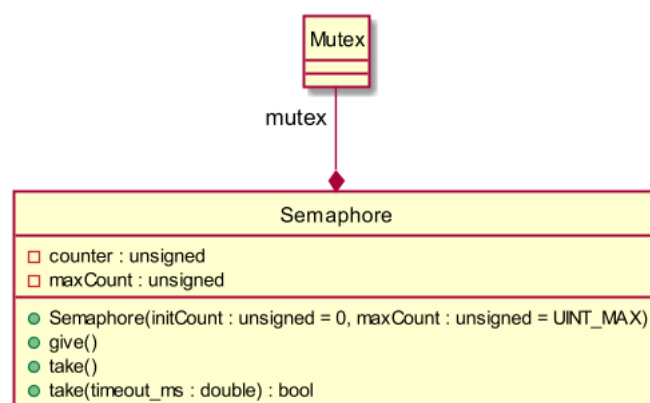 Mutex
mutex
Semaphore
counter : unsigned
maxCount : unsigned
Semaphore(initCount : unsigned = 0, maxCount : unsigned = UINT_MAX)
give()
take()
take(timeout_ms : double) : bool